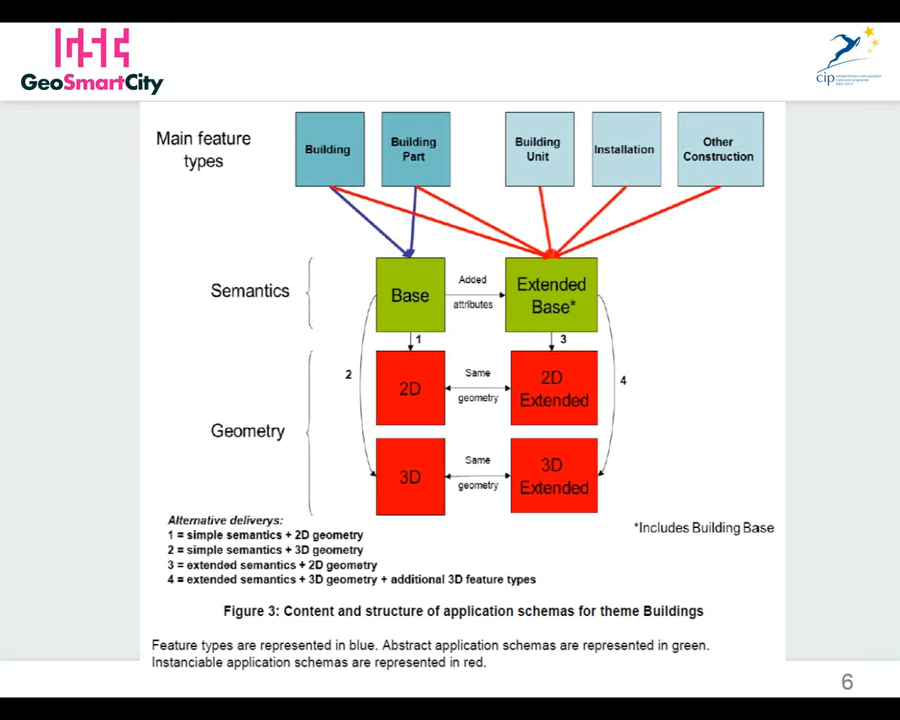 GeoSmartCity
cip
Main feature
types
Building
Building
Part
Building
Unit
Installation
Other
Construction
Semantics
Base
Added
attributes
Extended
Base*
1
3
2
4
Geometry
2D
Same
geometry
2D
Extended
3D
Same
geometry
3D
Extended
*Includes Building Base
Alternative deliverys:
1 = simple semantics + 2D geometry
2 = simple semantics + 3D geometry
3 = extended semantics + 2D geometry
4 = extended semantics + 3D geometry + additional 3D feature types
Figure 3: Content and structure of application schemas for theme Buildings
Feature types are represented in blue. Abstract application schemas are represented in green.
Instanciable application schemas are represented in red.
6